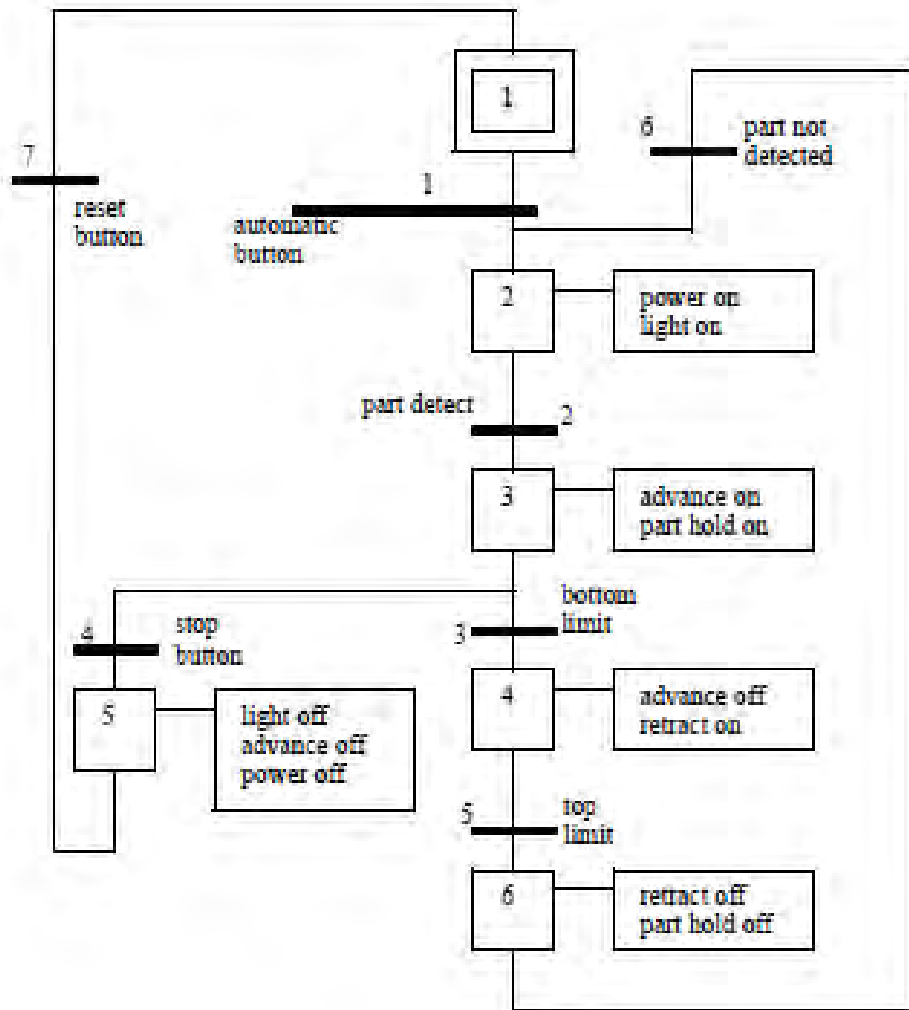 1
6
part not
detected
7
reset
button
1
automatic
button
2
power on
light on
part detect
2
3
advance on
part hold on
bottom
limit
3
4
stop
button
5
light off
advance off
power off
4
advance off
retract on
5
top
limit
6
retract off
part hold off